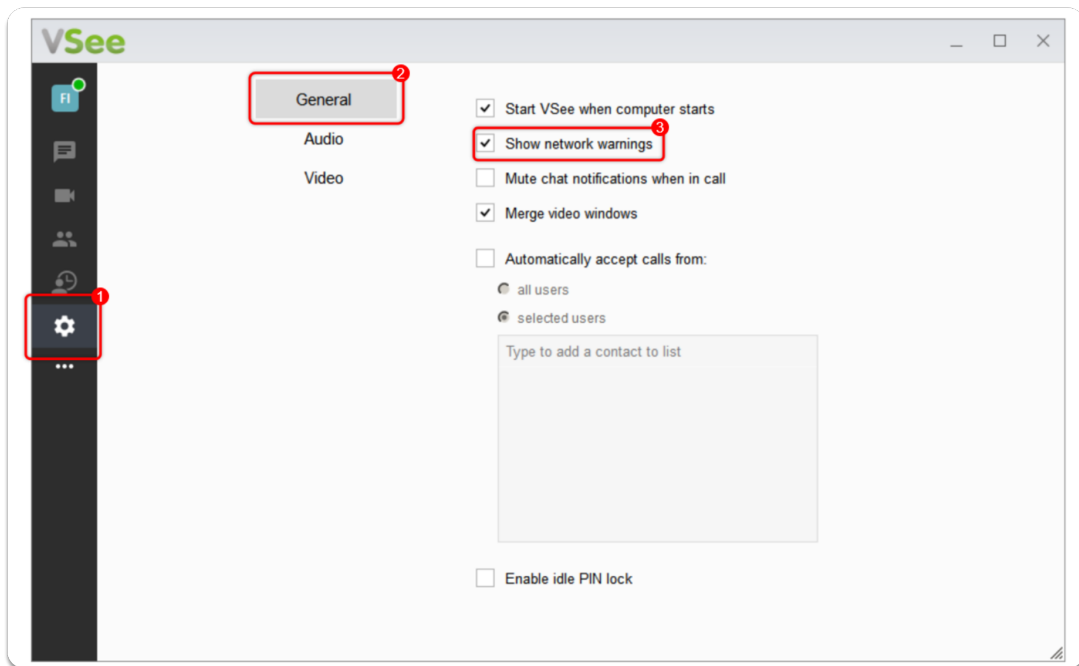 VSee
FI
1
2
General
Audio
Video
Start VSee when computer starts
3
Show network warnings
Mute chat notifications when in call
Merge video windows
Automatically accept calls from:
all users
selected users
Type to add a contact to list
Enable idle PIN lock